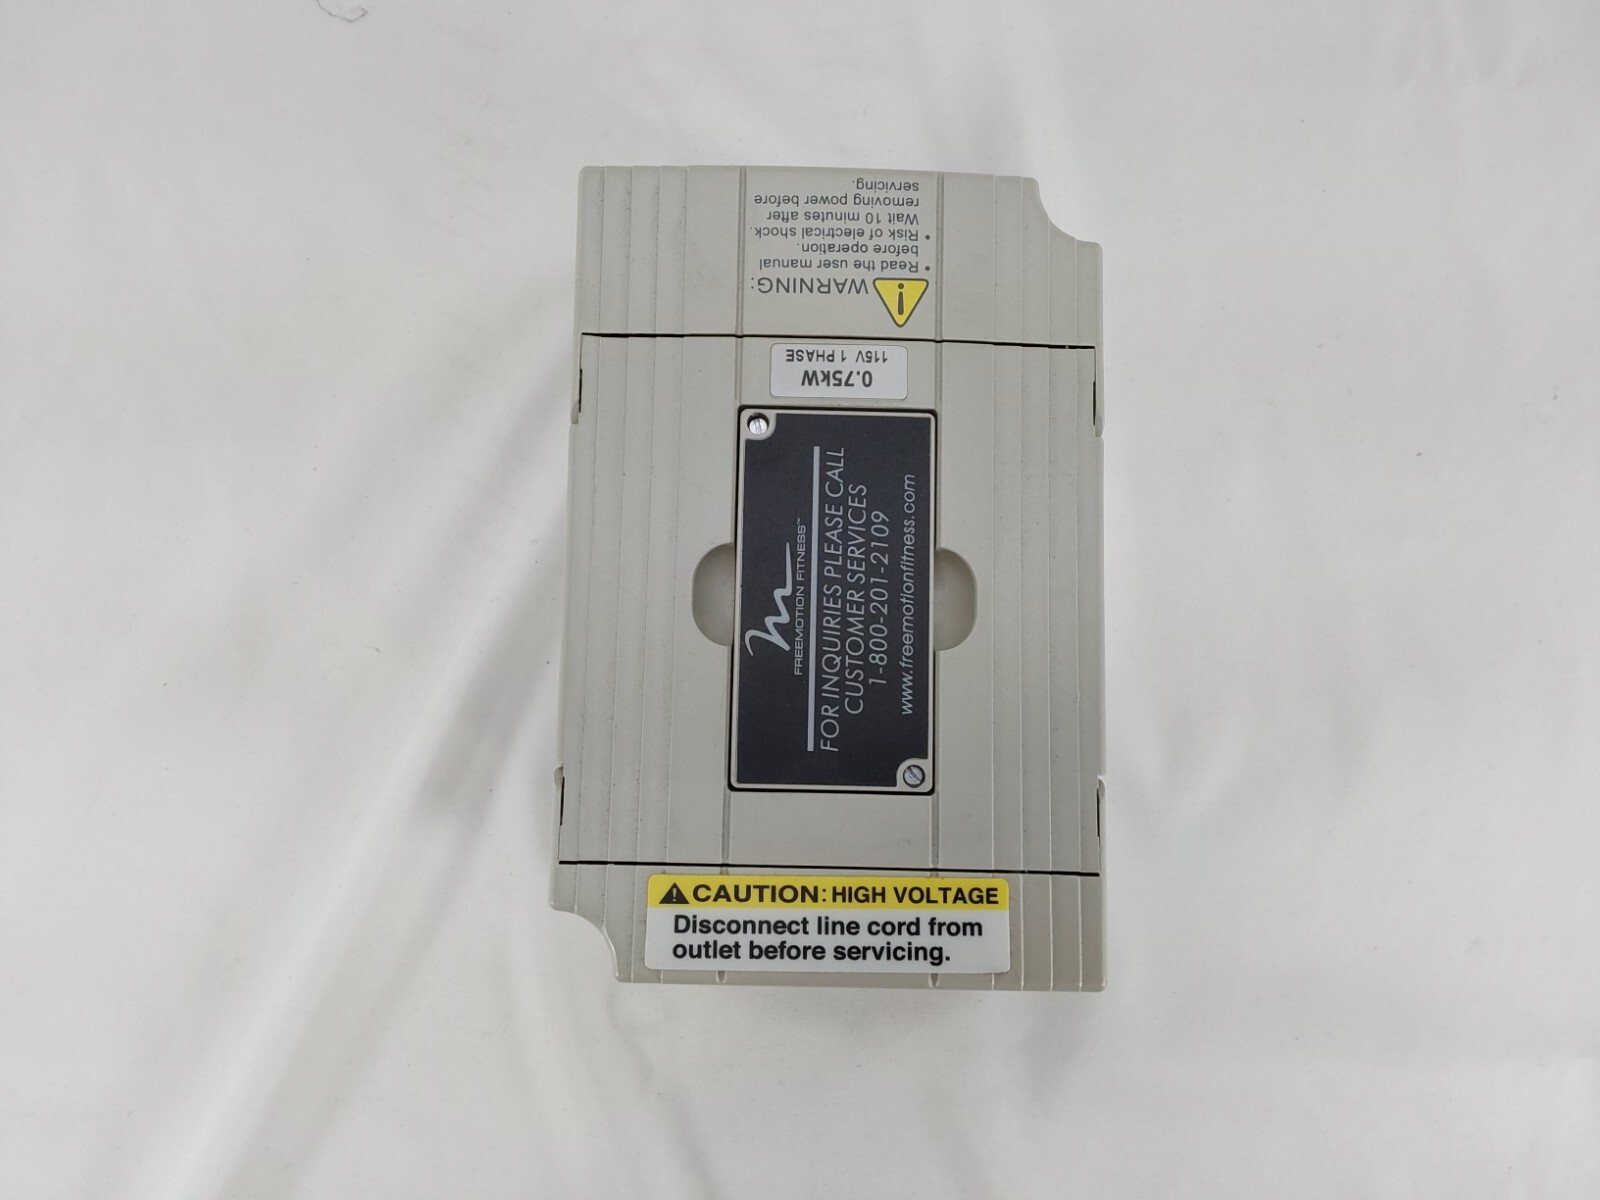 WARNING:
• Read the user manual
before operation.
• Risk of electrical shock.
Wait 10 minutes after
removing power before
servicing.
0.75kW
115V 1 PHASE
FREEMOTION FITNESS™
FOR INQUIRIES PLEASE CALL
CUSTOMER SERVICES
1-800-201-2109
www.freemotionfitness.com
CAUTION: HIGH VOLTAGE
Disconnect line cord from
outlet before servicing.